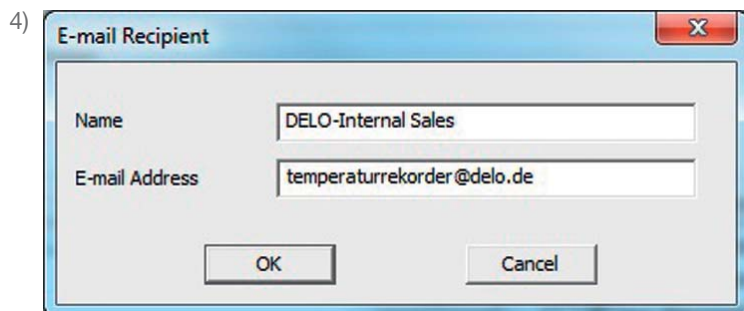 4)
E-mail Recipient
Name DELO-Internal Sales
E-mail Address temperaturrekorder@delo.de
OK Cancel